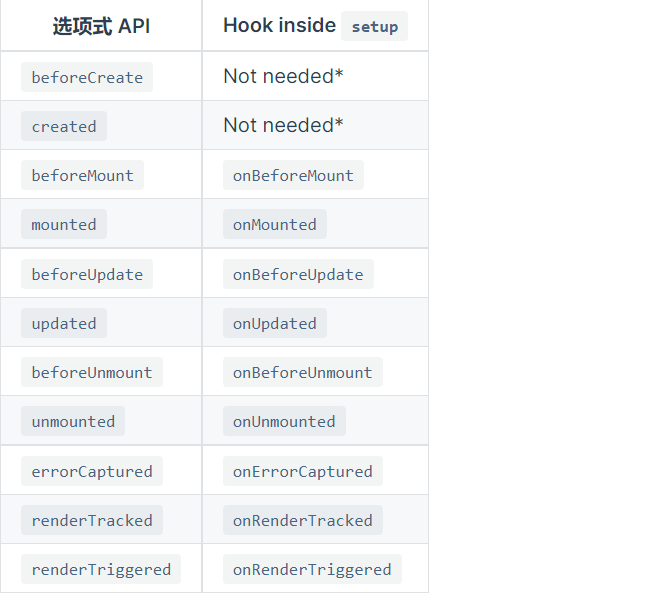 选项式 API Hook inside setup
beforeCreate Not needed*
created Not needed*
beforeMount onBeforeMount
mounted onMounted
beforeUpdate onBeforeUpdate
updated onUpdated
beforeUnmount onBeforeUnmount
unmounted onUnmounted
errorCaptured onErrorCaptured
renderTracked onRenderTracked
renderTriggered onRenderTriggered